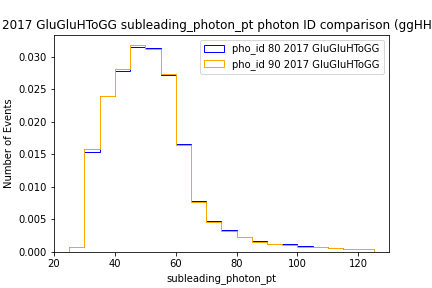 2017 GluGluHToGG subleading_photon_pt photon ID comparison (ggHH
pho_id 80 2017 GluGluHToGG
pho_id 90 2017 GluGluHToGG
Number of Events
0.030
0.025
0.020
0.015
0.010
0.005
0.000
20 40 60 80 100 120
subleading_photon_pt